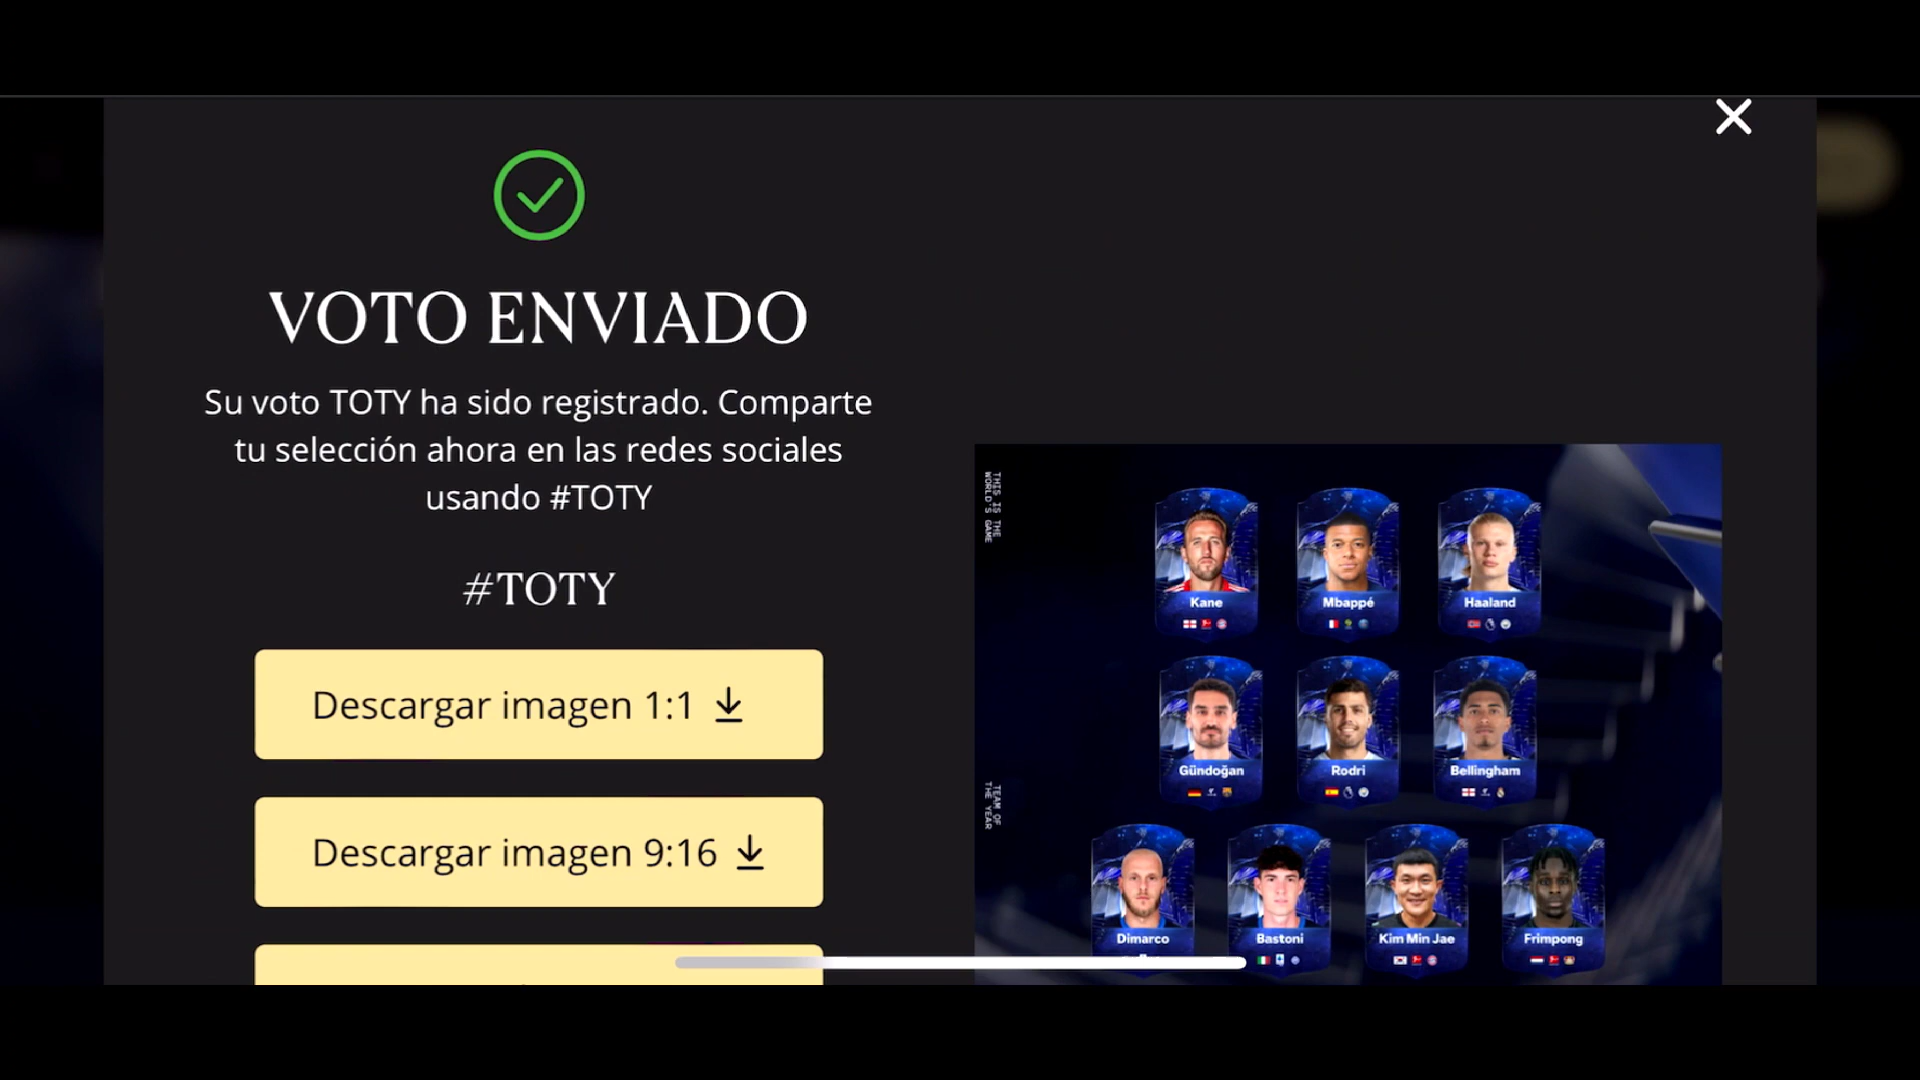 VOTO ENVIADO
Su voto TOTY ha sido registrado. Comparte
tu selección ahora en las redes sociales
usando #TOTY
#TOTY
Descargar imagen 1:1
Descargar imagen 9:16
THIS IS THE
WORLD'S GAME
TEAM OF
THE YEAR
Kane
Mbappé
Haaland
Gündoğan
Rodri
Bellingham
Dimarco
Bastoni
Kim Min Jae
Frimpong